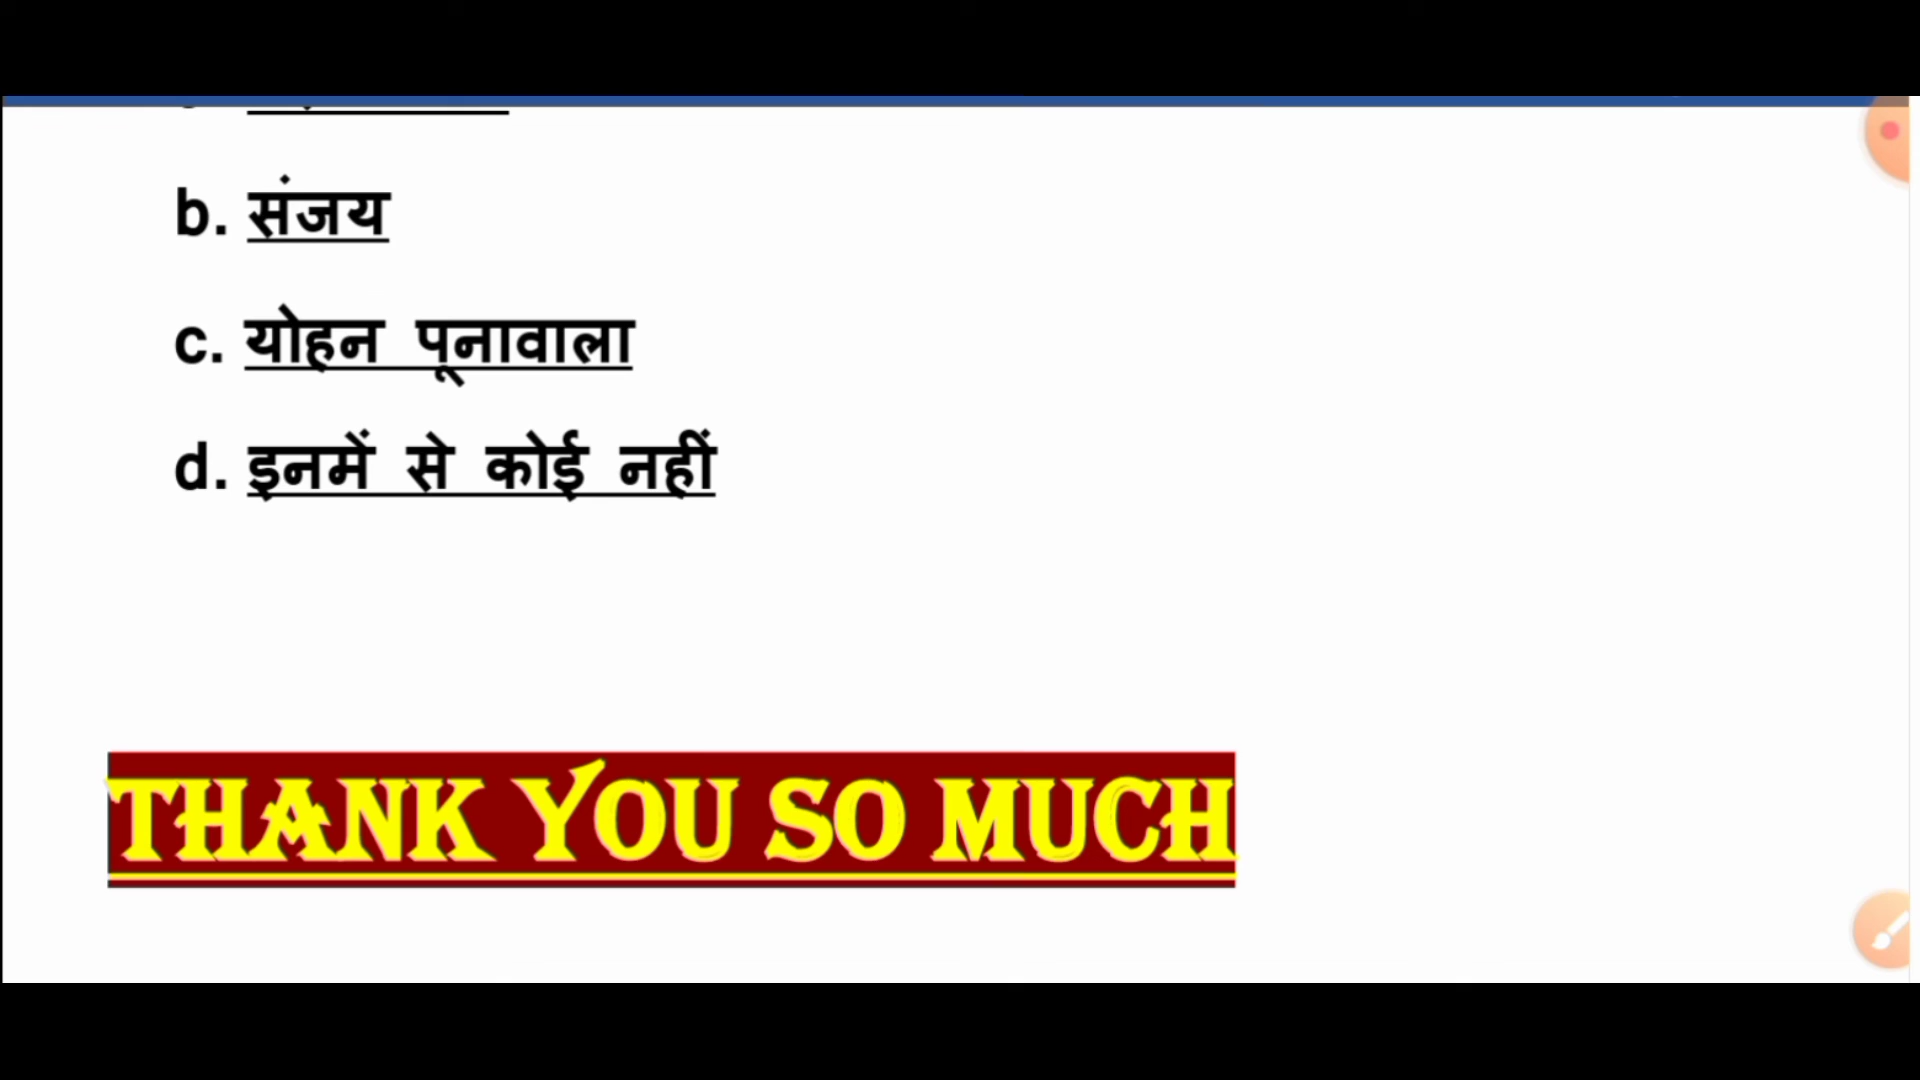 b. संजय
c. योहन पूनावाला
d. इनमें से कोई नहीं
THANK YOU SO MUCH